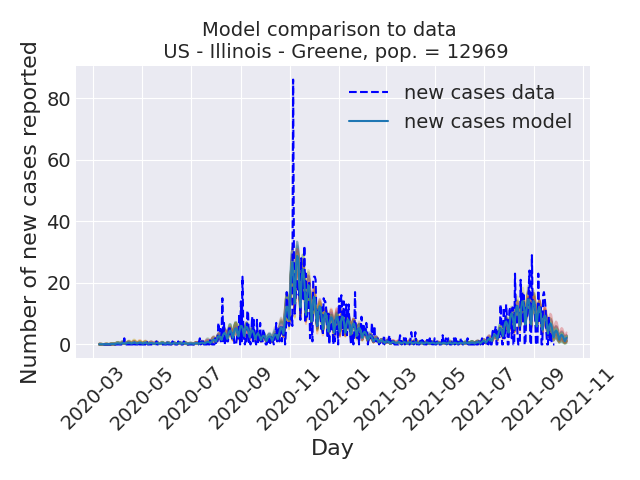 Model comparison to data
US - Illinois - Greene, pop. = 12969
Number of new cases reported
80
60
40
20
0
new cases data
new cases model
2020-03
2020-05
2020-07
2020-09
2020-11
2021-01
2021-03
2021-05
2021-07
2021-09
2021-11
Day